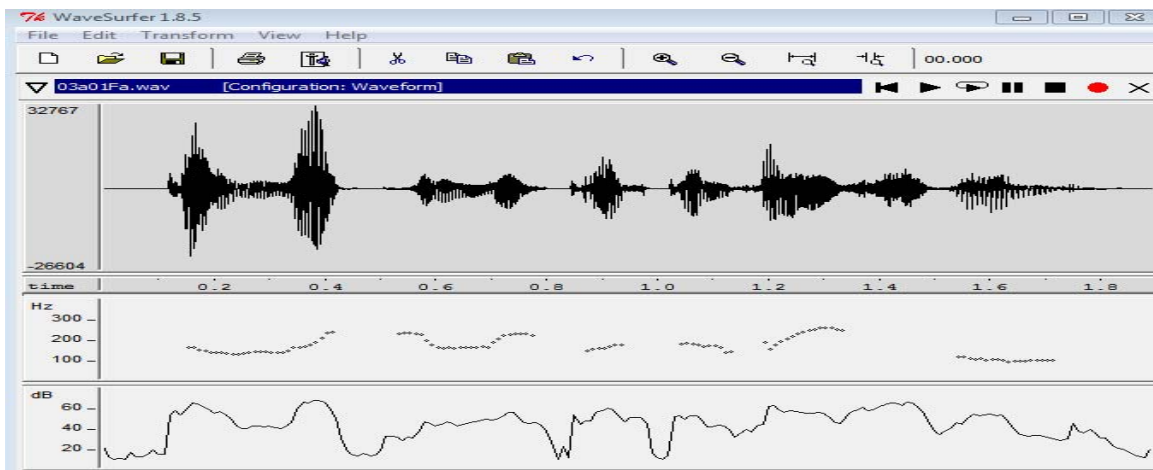 WaveSurfer 1.8.5
File Edit Transform View Help
00.000
03a01Fa.wav [Configuration: Waveform]
32767
-26604
time 0.2 0.4 0.6 0.8 1.0 1.2 1.4 1.6 1.8
Hz
300
200
100
dB
60
40
20